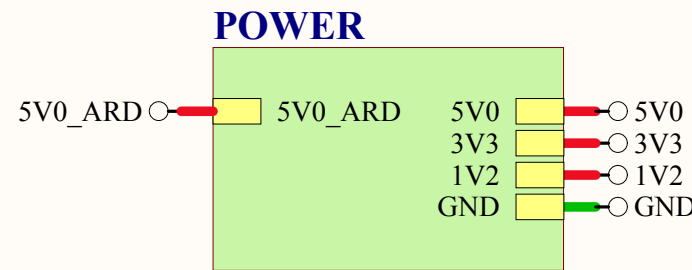 POWER
5V0_ARD 5V0_ARD 5V0 5V0
3V3 3V3
1V2 1V2
GND GND